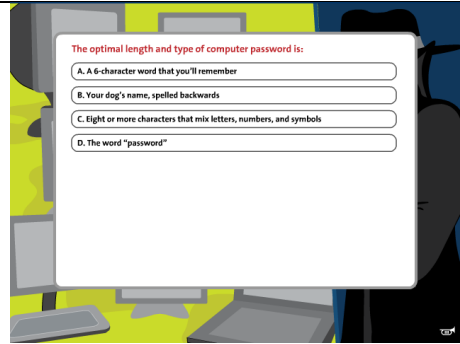 The optimal length and type of computer password is:
A. A 6-character word that you'll remember
B. Your dog's name, spelled backwards
C. Eight or more characters that mix letters, numbers, and symbols
D. The word “password”